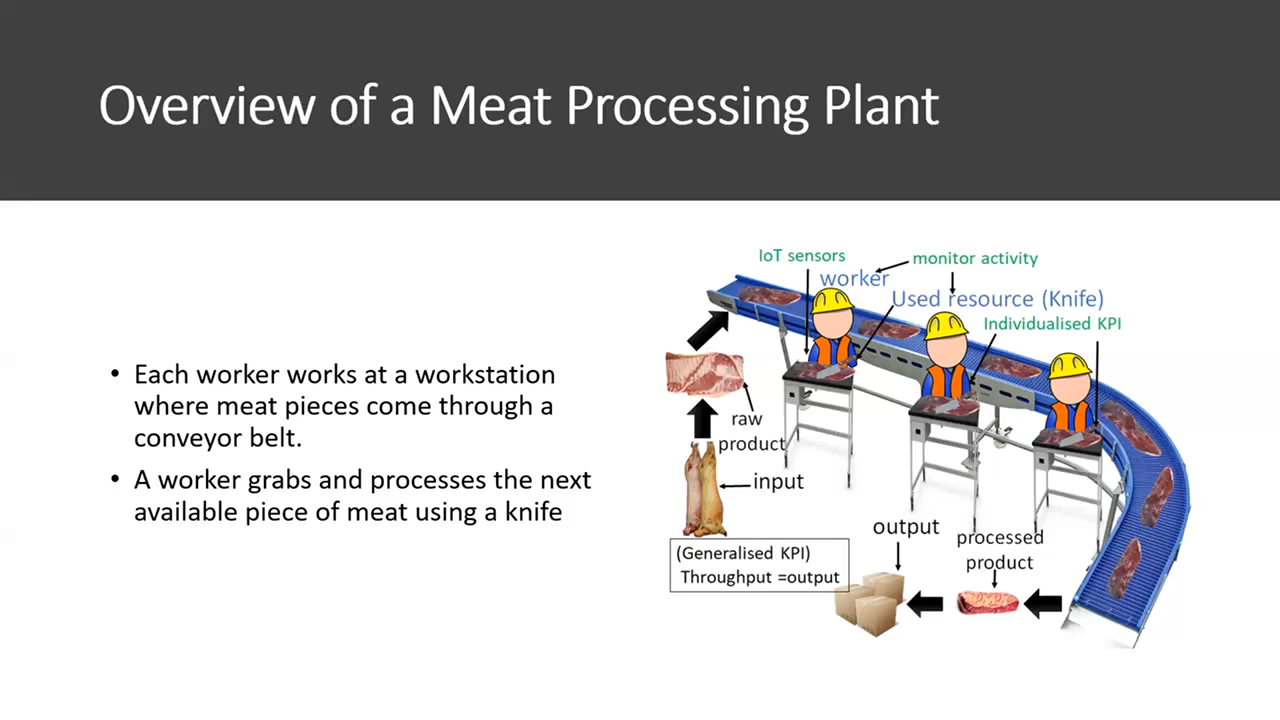 Overview of a Meat Processing Plant
• Each worker works at a workstation
where meat pieces come through a
conveyor belt.
• A worker grabs and processes the next
available piece of meat using a knife
IoT sensors
monitor activity
worker
Used resource (Knife)
Individualised KPI
raw
product
input
output
processed
product
(Generalised KPI)
Throughput =output